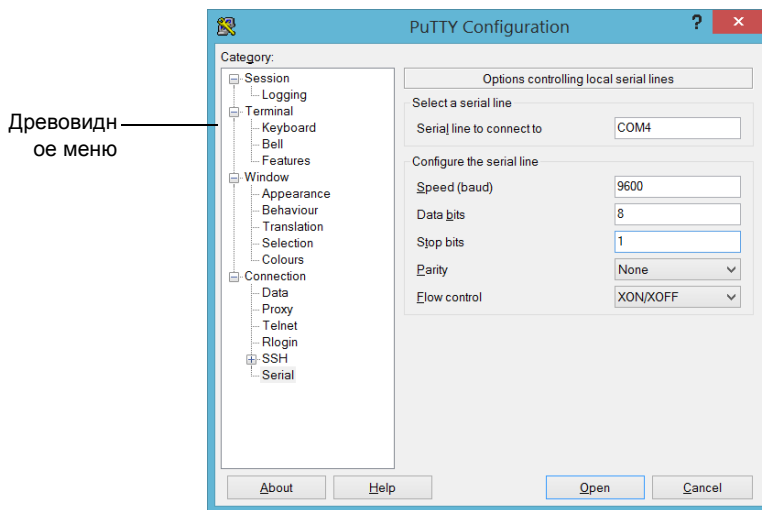 PuTTY Configuration
?
Category:
Session
Logging
Terminal
Keyboard
Bell
Features
Window
Appearance
Behaviour
Translation
Selection
Colours
Connection
Data
Proxy
Telnet
Rlogin
SSH
Serial
Древовидн
ое меню
Options controlling local serial lines
Select a serial line
Serial line to connect to COM4
Configure the serial line
Speed (baud) 9600
Data bits 8
Stop bits 1
Parity None
Flow control XON/XOFF
About Help Open Cancel